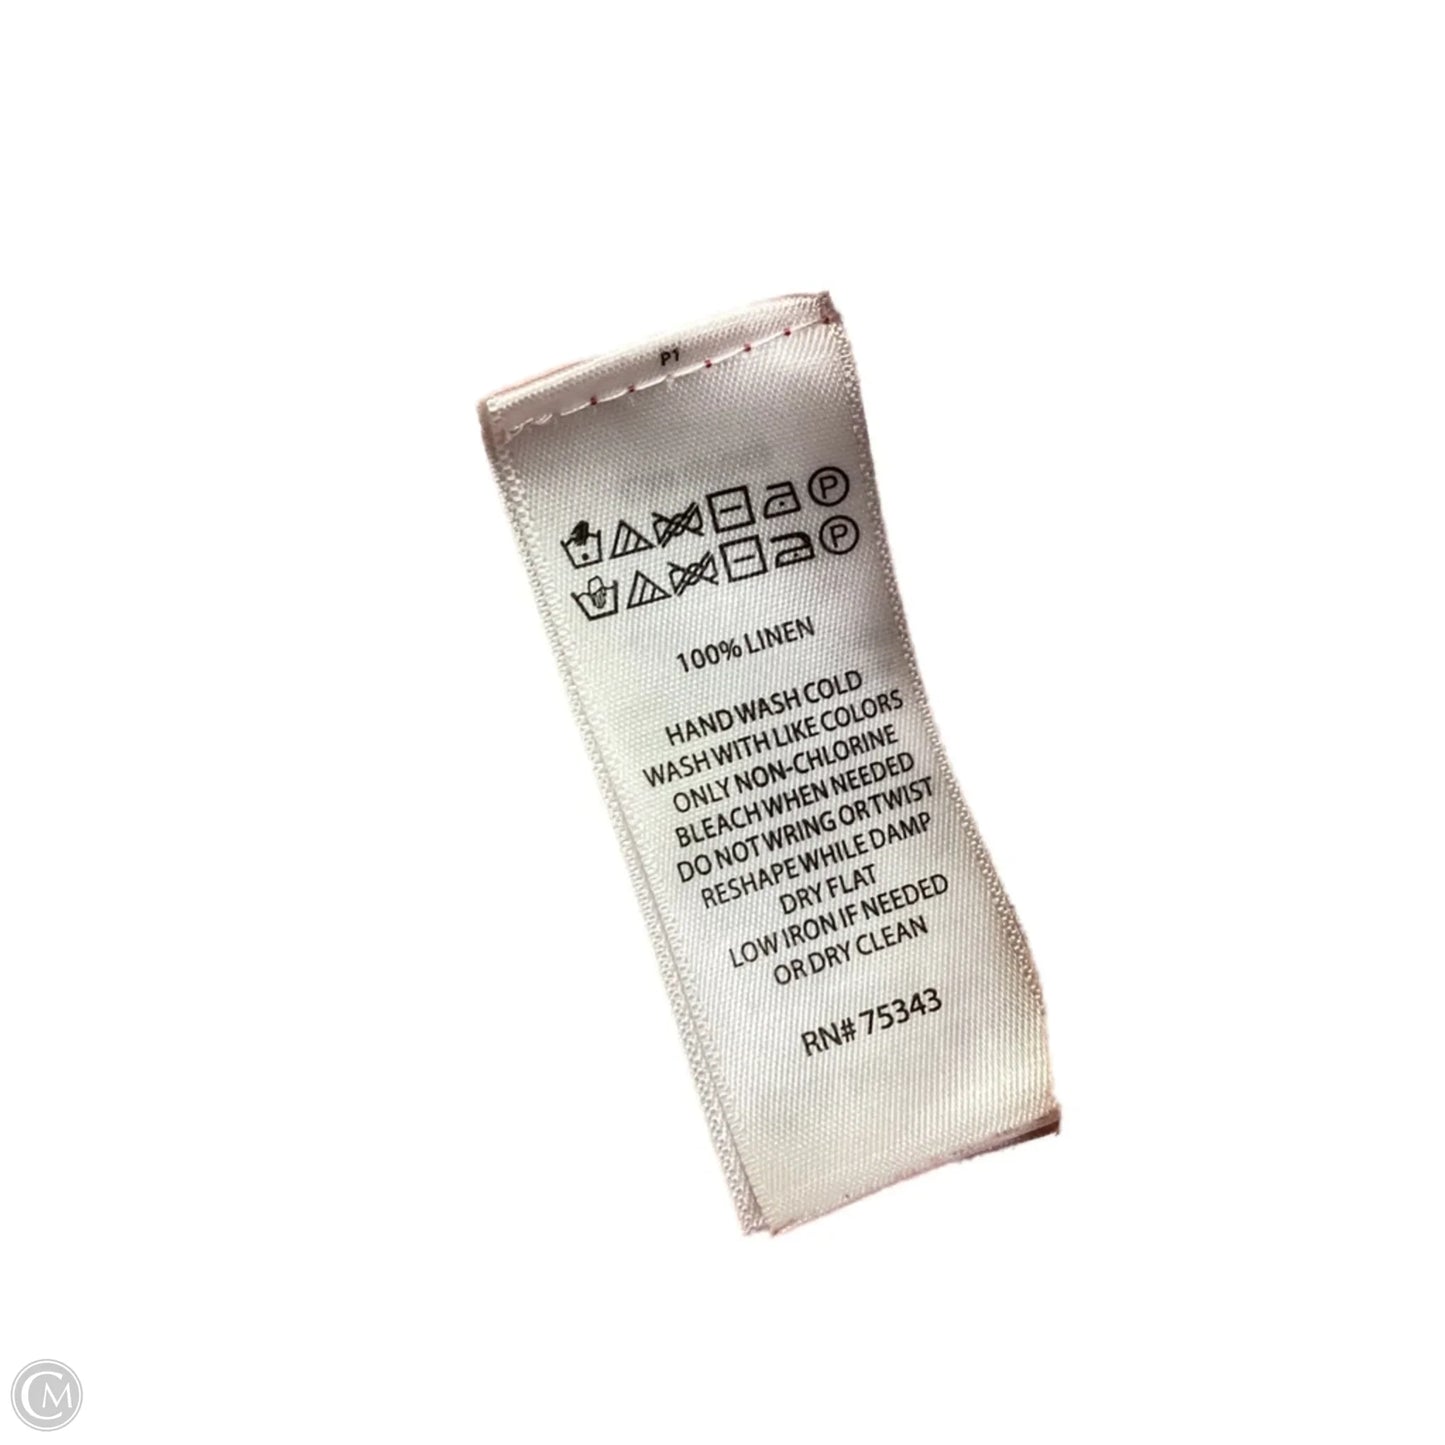 P1
P
P
100% LINEN
HAND WASH COLD
WASH WITH LIKE COLORS
ONLY NON-CHLORINE
BLEACH WHEN NEEDED
DO NOT WRING OR TWIST
RESHAPE WHILE DAMP
DRY FLAT
LOW IRON IF NEEDED
OR DRY CLEAN
RN# 75343
CM